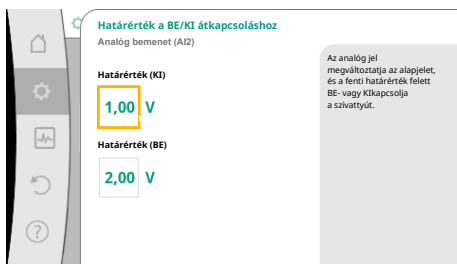 Határérték a BE/KI átkapcsoláshoz
Analóg bemenet (AI2)
Határérték (KI)
1,00 V
Határérték (BE)
2,00 V
Az analóg jel
megváltoztatja az alapjelet,
és a fenti határérték felett
BE- vagy KIkapcsolja
a szivattyút.
?